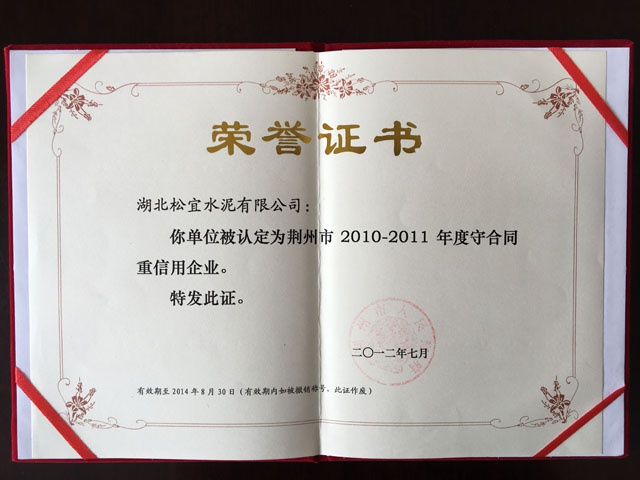 荣誉证书
湖北松宜水泥有限公司：
你单位被认定为荆州市 2010-2011 年度守合同
重信用企业。
特发此证。
二〇一二年七月
有效期至 2014 年 8 月 30 日（有效期内如被撤销称号，此证作废）